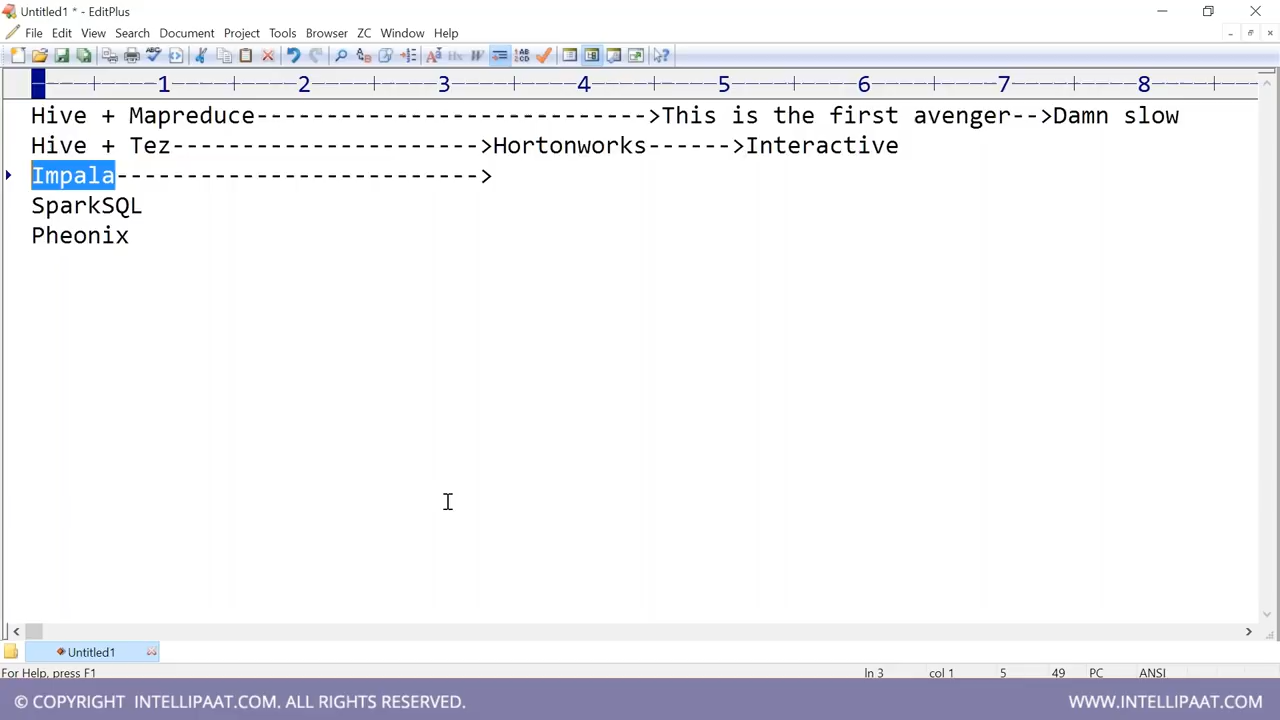 Untitled1 * - EditPlus
File Edit View Search Document Project Tools Browser ZC Window Help
1 2 3 4 5 6 7 8
Hive + Mapreduce---------------------------->This is the first avenger-->Damn slow
Hive + Tez---------------------->Hortonworks------>Interactive
Impala-------------------------->
SparkSQL
Pheonix
Untitled1
For Help, press F1 ln 3 col 1 5 49 PC ANSI
© COPYRIGHT INTELLIPAAT.COM. ALL RIGHTS RESERVED. WWW.INTELLIPAAT.COM